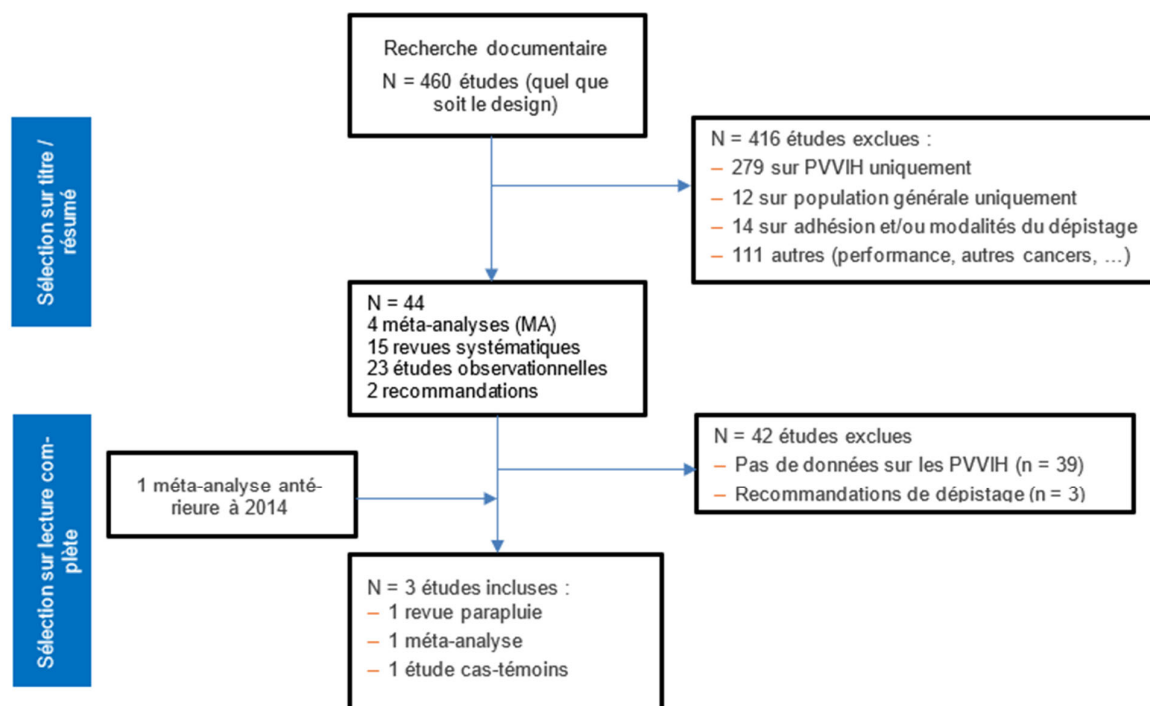 Recherche documentaire
N = 460 études (quel que
soit le design)
Sélection sur titre /
résumé
N = 416 études exclues :
– 279 sur PVVIH uniquement
– 12 sur population générale uniquement
– 14 sur adhésion et/ou modalités du dépistage
– 111 autres (performance, autres cancers, …)
N = 44
4 méta-analyses (MA)
15 revues systématiques
23 études observationnelles
2 recommandations
Sélection sur lecture com-
plète
N = 42 études exclues
– Pas de données sur les PVVIH (n = 39)
– Recommandations de dépistage (n = 3)
1 méta-analyse anté-
rieure à 2014
N = 3 études incluses :
– 1 revue parapluie
– 1 méta-analyse
– 1 étude cas-témoins